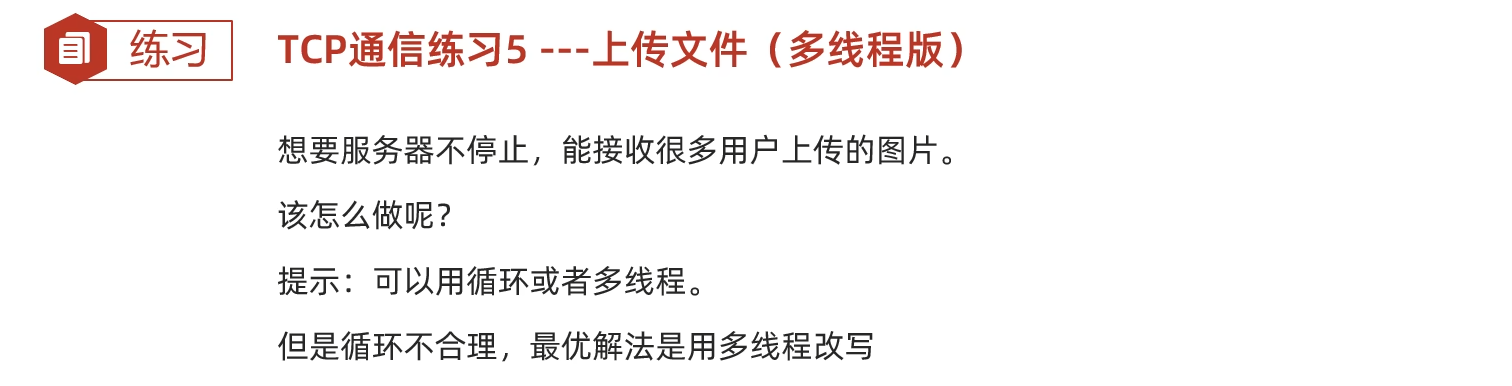 练习
TCP通信练习5 ---上传文件（多线程版）
想要服务器不停止，能接收很多用户上传的图片。
该怎么做呢？
提示：可以用循环或者多线程。
但是循环不合理，最优解法是用多线程改写